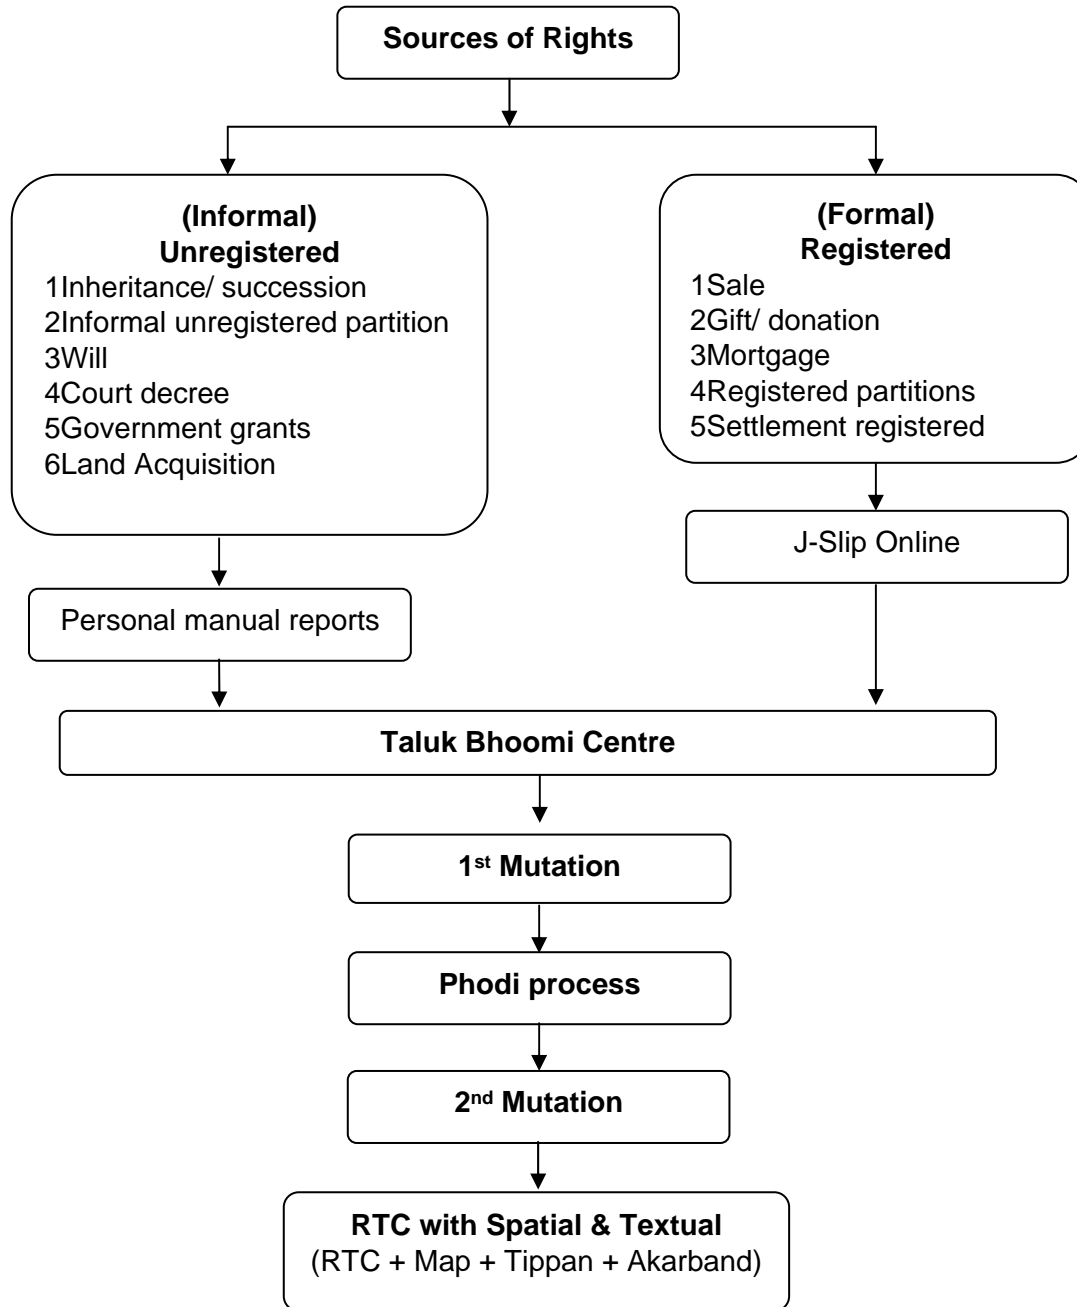 Sources of Rights
(Informal)
Unregistered
1Inheritance/ succession
2Informal unregistered partition
3Will
4Court decree
5Government grants
6Land Acquisition
(Formal)
Registered
1Sale
2Gift/ donation
3Mortgage
4Registered partitions
5Settlement registered
J-Slip Online
Personal manual reports
Taluk Bhoomi Centre
1st Mutation
Phodi process
2nd Mutation
RTC with Spatial & Textual
(RTC + Map + Tippan + Akarband)